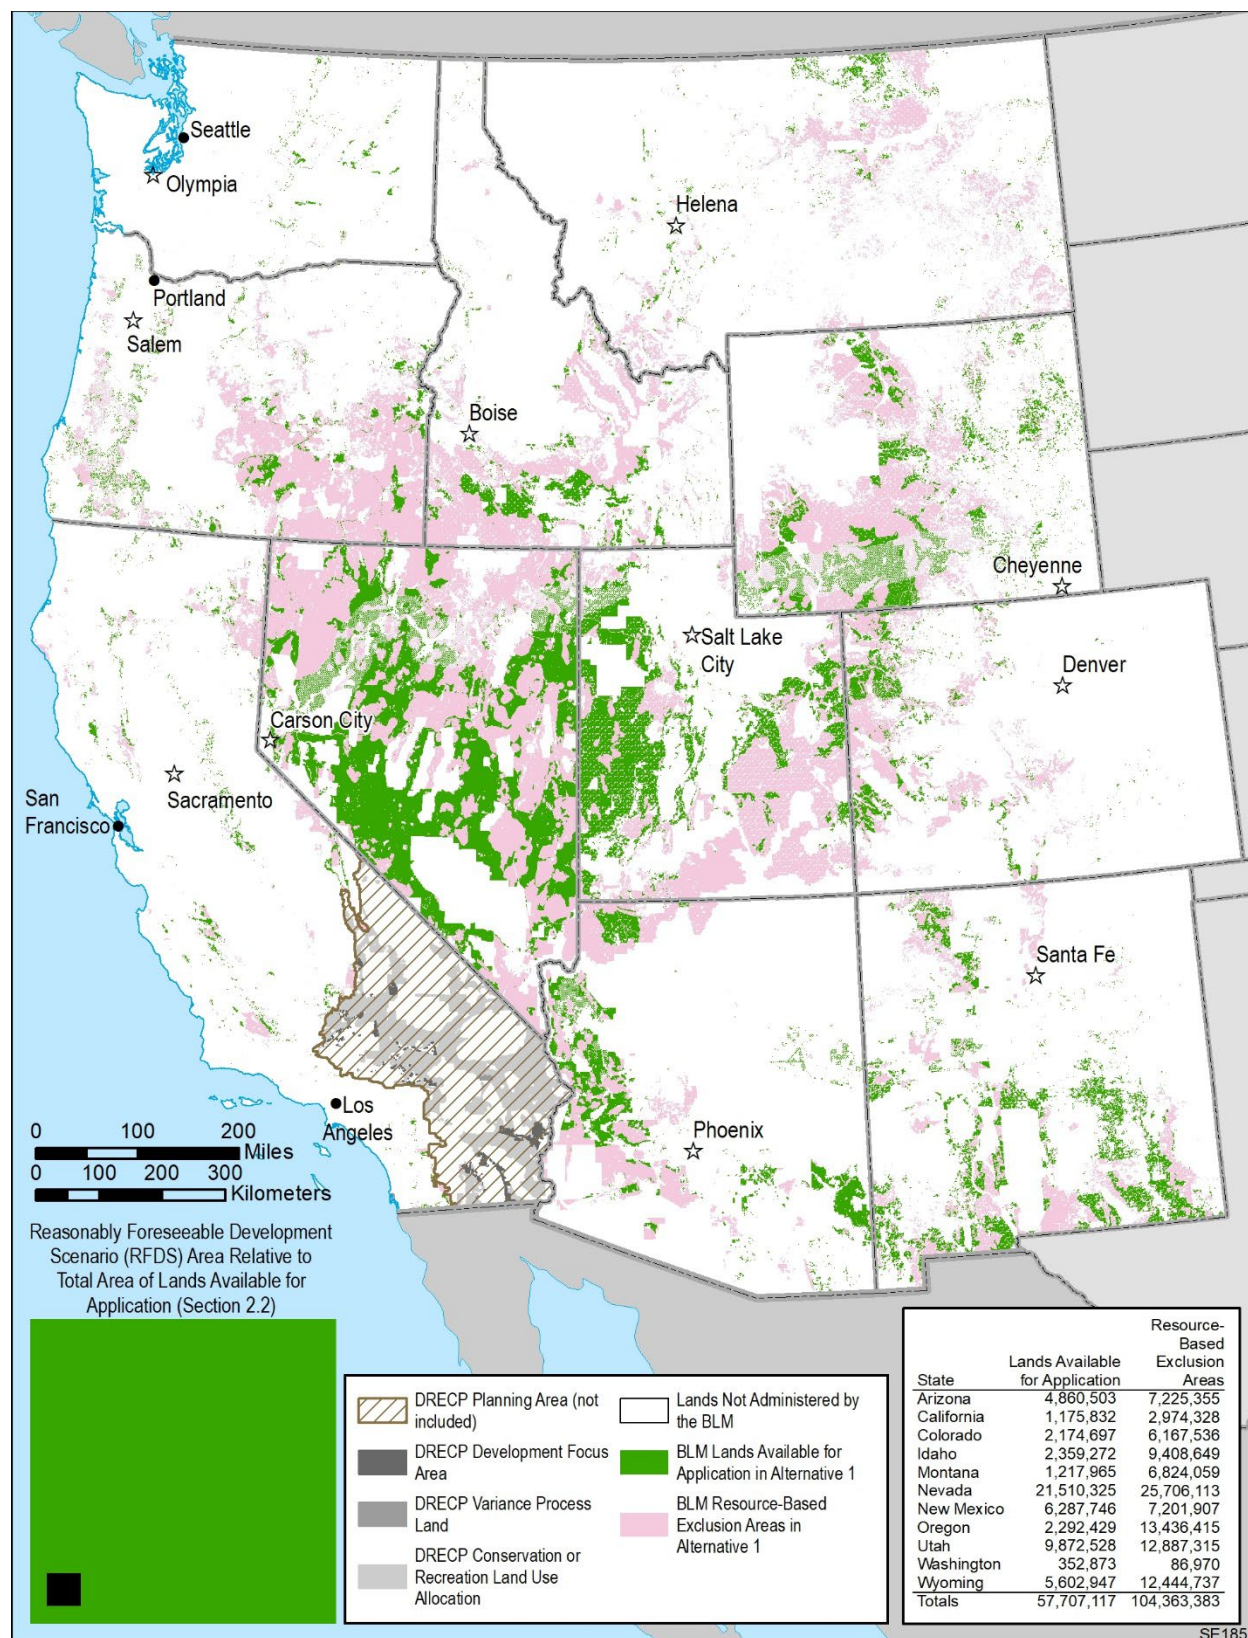 Seattle
Olympia
Helena
Portland
Salem
Boise
Cheyenne
Salt Lake
City
Denver
Carson City
Sacramento
San
Francisco
Santa Fe
Los
Angeles
Phoenix
0 100 200
Miles
0 100 200 300
Kilometers
Reasonably Foreseeable Development
Scenario (RFDS) Area Relative to
Total Area of Lands Available for
Application (Section 2.2)
DRECP Planning Area (not
included)
DRECP Development Focus
Area
DRECP Variance Process
Land
DRECP Conservation or
Recreation Land Use
Allocation
Lands Not Administered by
the BLM
BLM Lands Available for
Application in Alternative 1
BLM Resource-Based
Exclusion Areas in
Alternative 1
Resource-
Based
Lands Available Exclusion
State for Application Areas
Arizona 4,860,503 7,225,355
California 1,175,832 2,974,328
Colorado 2,174,697 6,167,536
Idaho 2,359,272 9,408,649
Montana 1,217,965 6,824,059
Nevada 21,510,325 25,706,113
New Mexico 6,287,746 7,201,907
Oregon 2,292,429 13,436,415
Utah 9,872,528 12,887,315
Washington 352,873 86,970
Wyoming 5,602,947 12,444,737
Totals 57,707,117 104,363,383
SE185